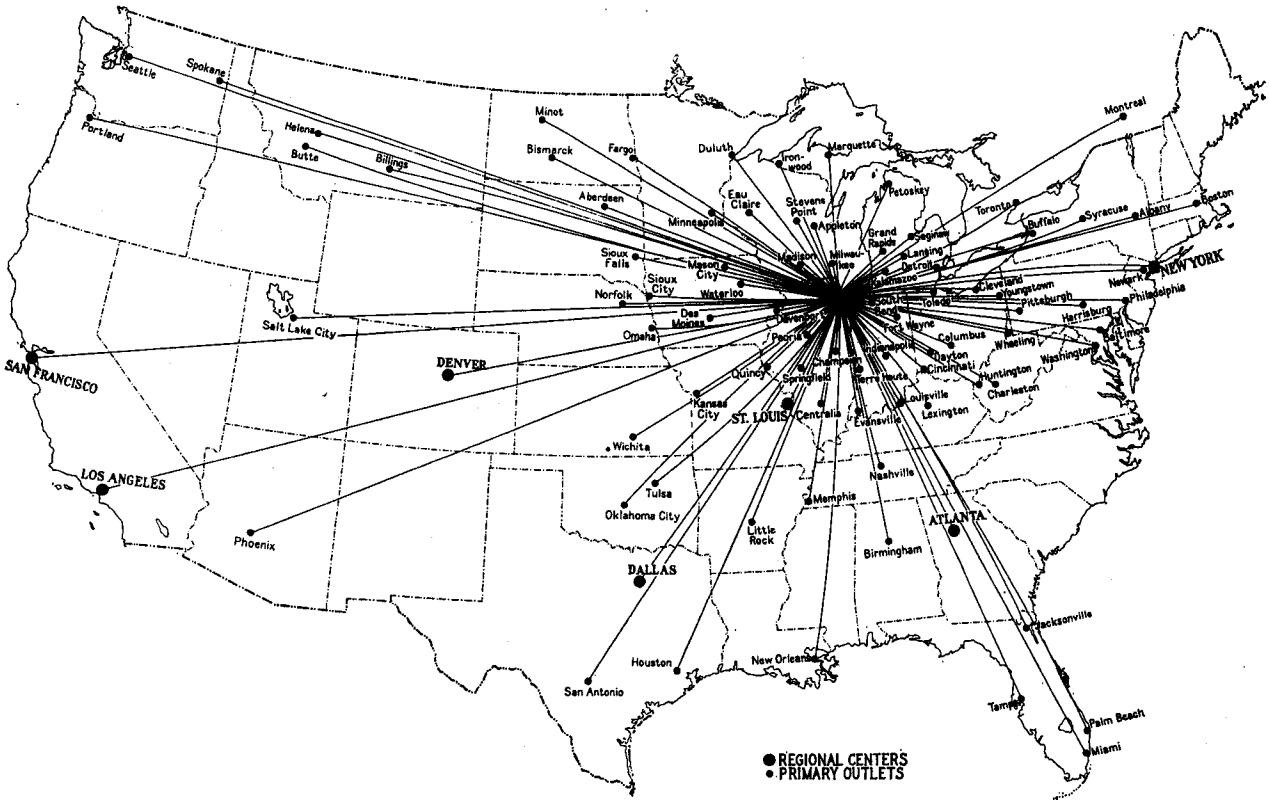 Seattle
Spokane
Portland
Helena
Butte
Billings
Minot
Bismarck
Fargo
Duluth
Iron-
wood
Marquette
Montreal
Petoskey
Aberdeen
Minneapolis
Eau
Claire
Stevens
Point
Appleton
Grand
Rapids
Saginaw
Lansing
Toronto
Buffalo
Syracuse
Albany
Boston
Sioux
Falls
Mason
City
Madison
Milwau-
kee
Detroit
Kalamazoo
Newark
NEW YORK
Sioux
City
Norfolk
Waterloo
Des
Moines
Davenport
South
Bend
Toledo
Cleveland
Youngstown
Pittsburgh
Philadelphia
Harrisburg
Baltimore
Washington
Omaha
Peoria
Fort Wayne
Columbus
Wheeling
Salt Lake City
SAN FRANCISCO
DENVER
Champaign
Indianapolis
Dayton
Cincinnati
Quincy
Springfield
Terre Haute
Huntington
Charleston
Kansas
City
ST. LOUIS
Centralia
Evansville
Louisville
Lexington
Wichita
LOS ANGELES
Tulsa
Oklahoma City
Nashville
Memphis
Phoenix
Little
Rock
Birmingham
ATLANTA
DALLAS
Jacksonville
Houston
New Orleans
San Antonio
Tampa
Palm Beach
Miami
REGIONAL CENTERS
PRIMARY OUTLETS